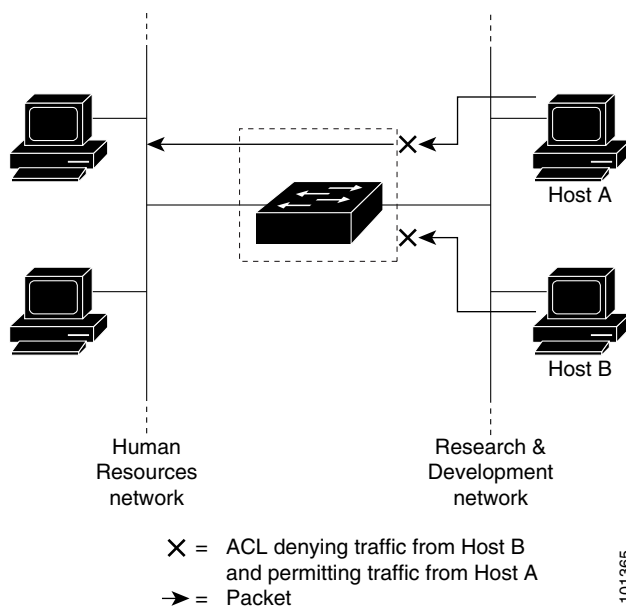 Host A
Host B
Human
Resources
network
Research &
Development
network
X = ACL denying traffic from Host B
and permitting traffic from Host A
→ = Packet
101365